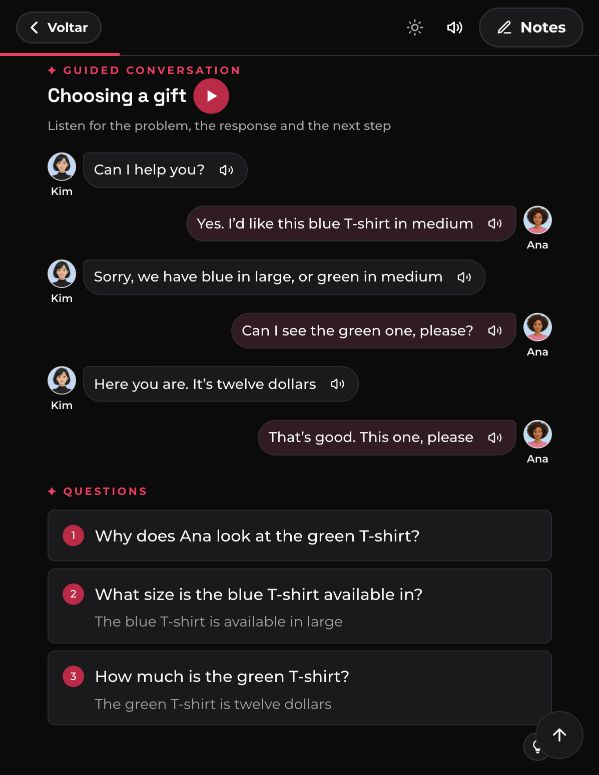 Voltar
Notes
GUIDED CONVERSATION
Choosing a gift
Listen for the problem, the response and the next step
Can I help you?
Kim
Yes. I'd like this blue T-shirt in medium
Ana
Sorry, we have blue in large, or green in medium
Kim
Can I see the green one, please?
Ana
Here you are. It's twelve dollars
Kim
That's good. This one, please
Ana
QUESTIONS
1 Why does Ana look at the green T-shirt?
2 What size is the blue T-shirt available in?
The blue T-shirt is available in large
3 How much is the green T-shirt?
The green T-shirt is twelve dollars